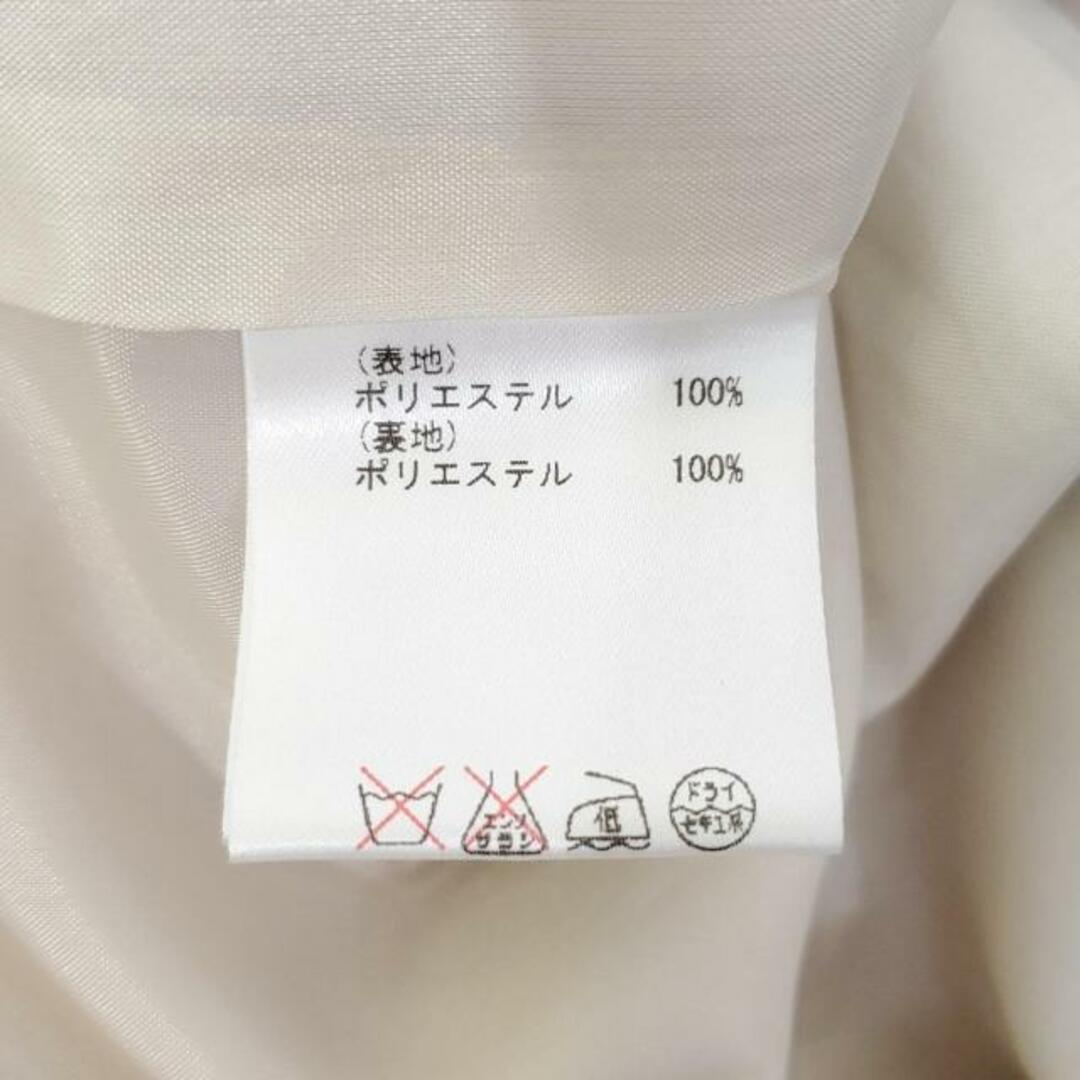 (表地)
ポリエステル 100%
(裏地)
ポリエステル 100%
エンソ
サラシ
低
ドライ
セキユ系